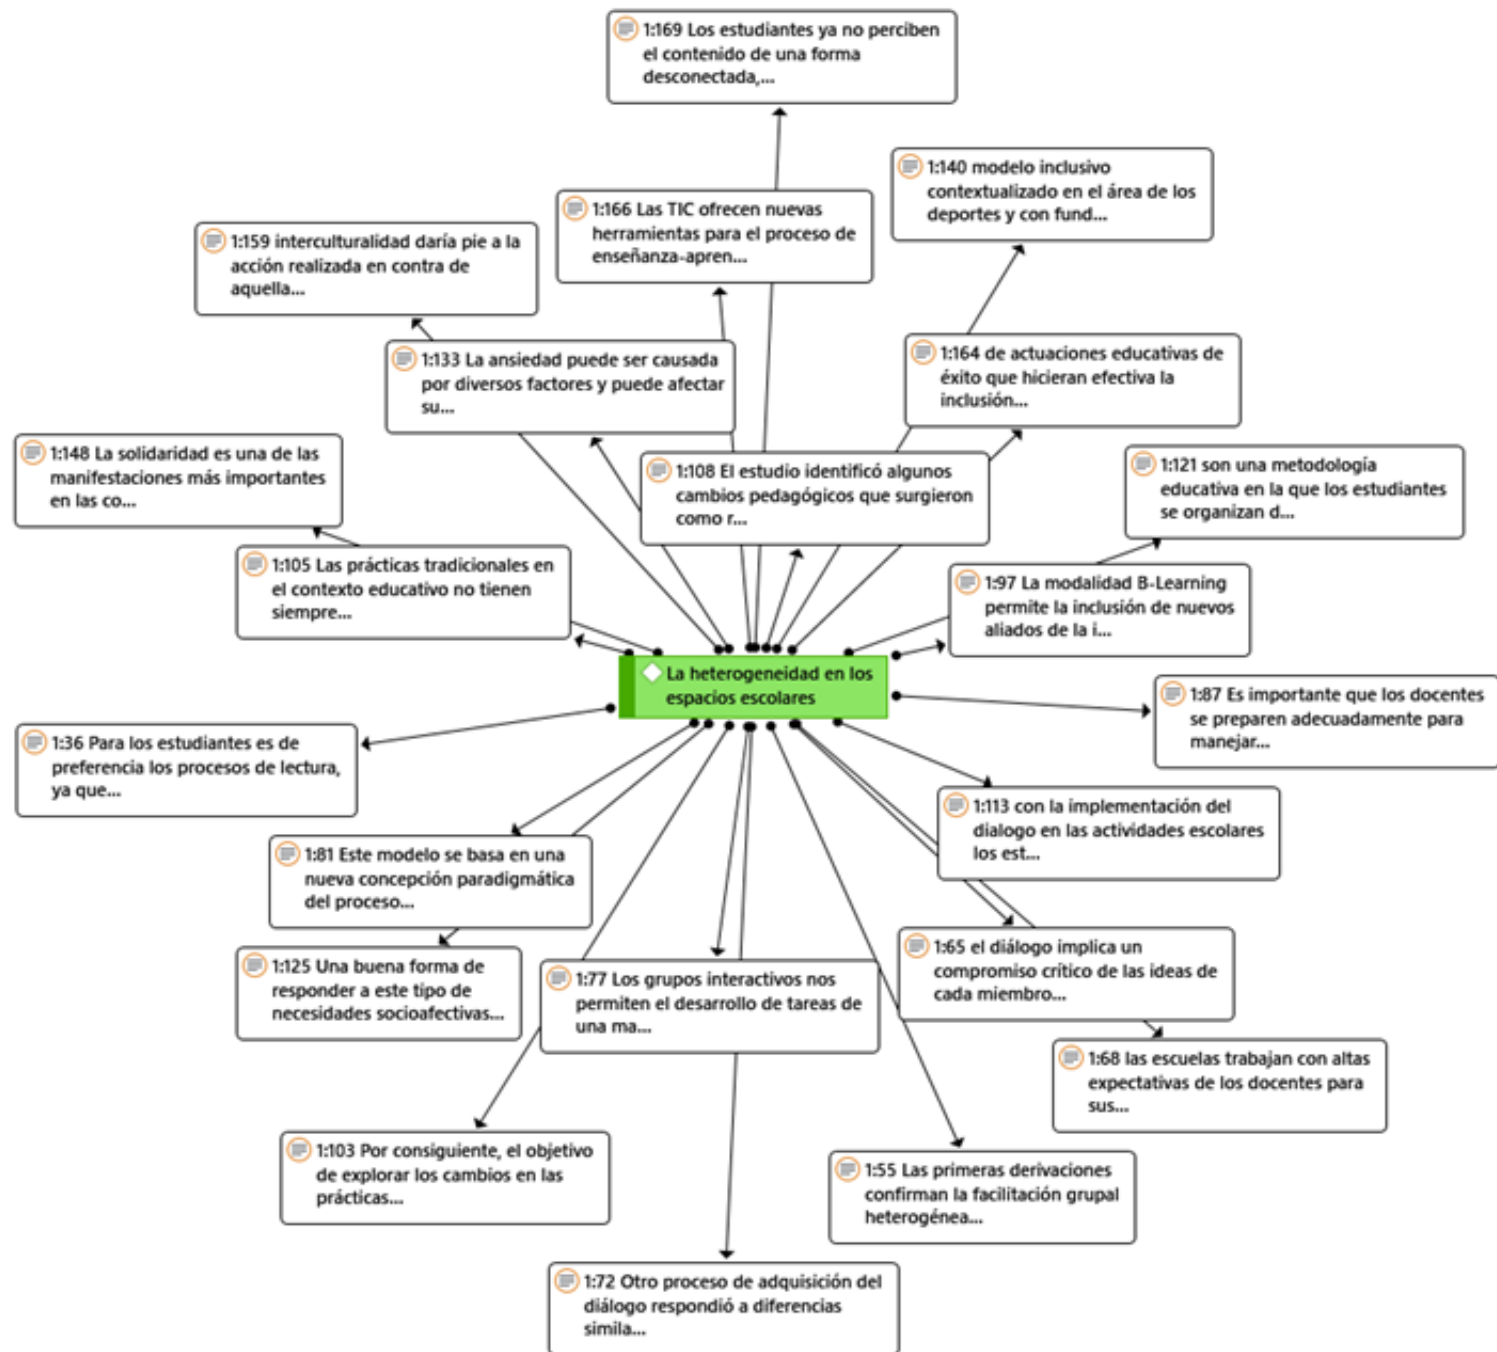 1:169 Los estudiantes ya no perciben
el contenido de una forma
desconectada,...
1:140 modelo inclusivo
contextualizado en el área de los
deportes y con fund...
1:166 Las TIC ofrecen nuevas
herramientas para el proceso de
enseñanza-apren...
1:159 interculturalidad daría pie a la
acción realizada en contra de
aquella...
1:133 La ansiedad puede ser causada
por diversos factores y puede afectar
su...
1:164 de actuaciones educativas de
éxito que hicieran efectiva la
inclusión...
1:148 La solidaridad es una de las
manifestaciones más importantes
en las co...
1:108 El estudio identificó algunos
cambios pedagógicos que surgieron
como r...
1:121 son una metodología
educativa en la que los estudiantes
se organizan d...
1:105 Las prácticas tradicionales en
el contexto educativo no tienen
siempre...
1:97 La modalidad B-Learning
permite la inclusión de nuevos
aliados de la i...
La heterogeneidad en los
espacios escolares
1:87 Es importante que los docentes
se preparen adecuadamente para
manejar...
1:36 Para los estudiantes es de
preferencia los procesos de lectura,
ya que...
1:113 con la implementación del
dialogo en las actividades escolares
los est...
1:81 Este modelo se basa en una
nueva concepción paradigmática
del proceso...
1:65 el diálogo implica un
compromiso crítico de las ideas de
cada miembro...
1:125 Una buena forma de
responder a este tipo de
necesidades socioafectivas...
1:77 Los grupos interactivos nos
permiten el desarrollo de tareas de
una ma...
1:68 las escuelas trabajan con altas
expectativas de los docentes para
sus...
1:103 Por consiguiente, el objetivo
de explorar los cambios en las
prácticas...
1:55 Las primeras derivaciones
confirman la facilitación grupal
heterogénea...
1:72 Otro proceso de adquisición del
diálogo respondió a diferencias
simila...